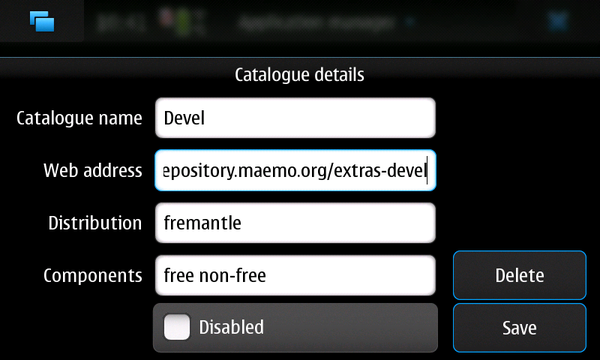 10:41 Application manager
Catalogue details
Catalogue name Devel
Web address epository.maemo.org/extras-devel
Distribution fremantle
Components free non-free
Delete
Disabled
Save